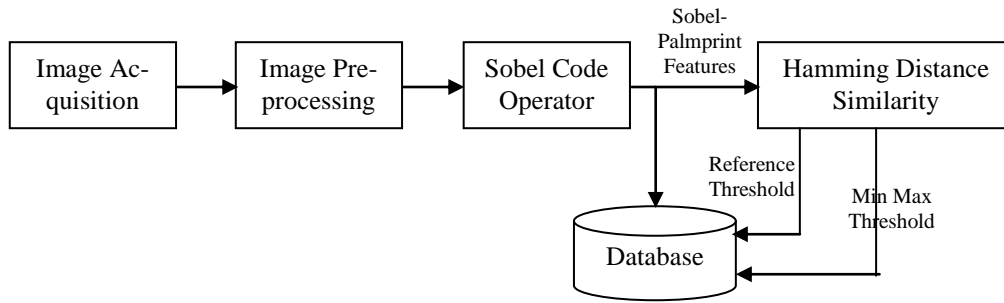 Image Ac-
quisition
Image Pre-
processing
Sobel Code
Operator
Sobel-
Palmprint
Features
Hamming Distance
Similarity
Reference
Threshold
Min Max
Threshold
Database